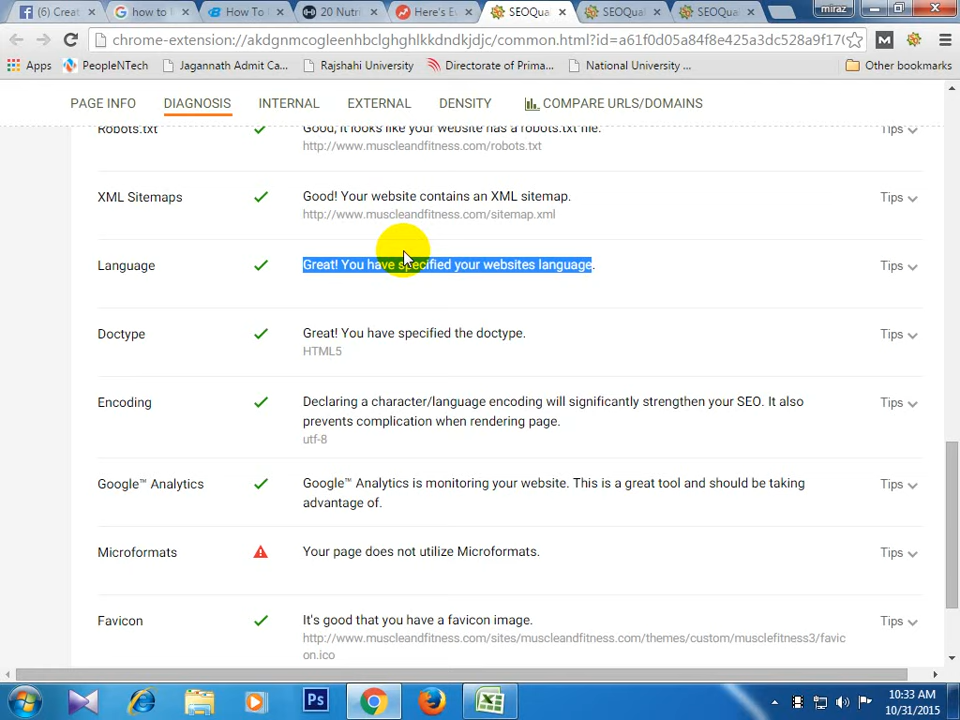 (6) Creat
how to
How To
20 Nutri
Here's E
SEOQua
SEOQual
SEOQual
miraz
chrome-extension://akdgnmcogleenhbclghghlkkdndkjdjc/common.html?id=a61f0d05a84f8e425a3dc528a9f17(
Apps
PeopleNTech
Jagannath Admit Ca...
Rajshahi University
Directorate of Prima...
National University ...
Other bookmarks
PAGE INFO
DIAGNOSIS
INTERNAL
EXTERNAL
DENSITY
COMPARE URLS/DOMAINS
Robots.txt
Good, it looks like your website has a robots.txt file.
Tips
http://www.muscleandfitness.com/robots.txt
XML Sitemaps
Good! Your website contains an XML sitemap.
Tips
http://www.muscleandfitness.com/sitemap.xml
Language
Great! You have specified your websites language.
Tips
Doctype
Great! You have specified the doctype.
Tips
HTML5
Encoding
Declaring a character/language encoding will significantly strengthen your SEO. It also
Tips
prevents complication when rendering page.
utf-8
Google™ Analytics
Google™ Analytics is monitoring your website. This is a great tool and should be taking
Tips
advantage of.
Microformats
Your page does not utilize Microformats.
Tips
Favicon
It's good that you have a favicon image.
Tips
http://www.muscleandfitness.com/sites/muscleandfitness.com/themes/custom/musclefitness3/favic
on.ico
Ps
10:33 AM
10/31/2015